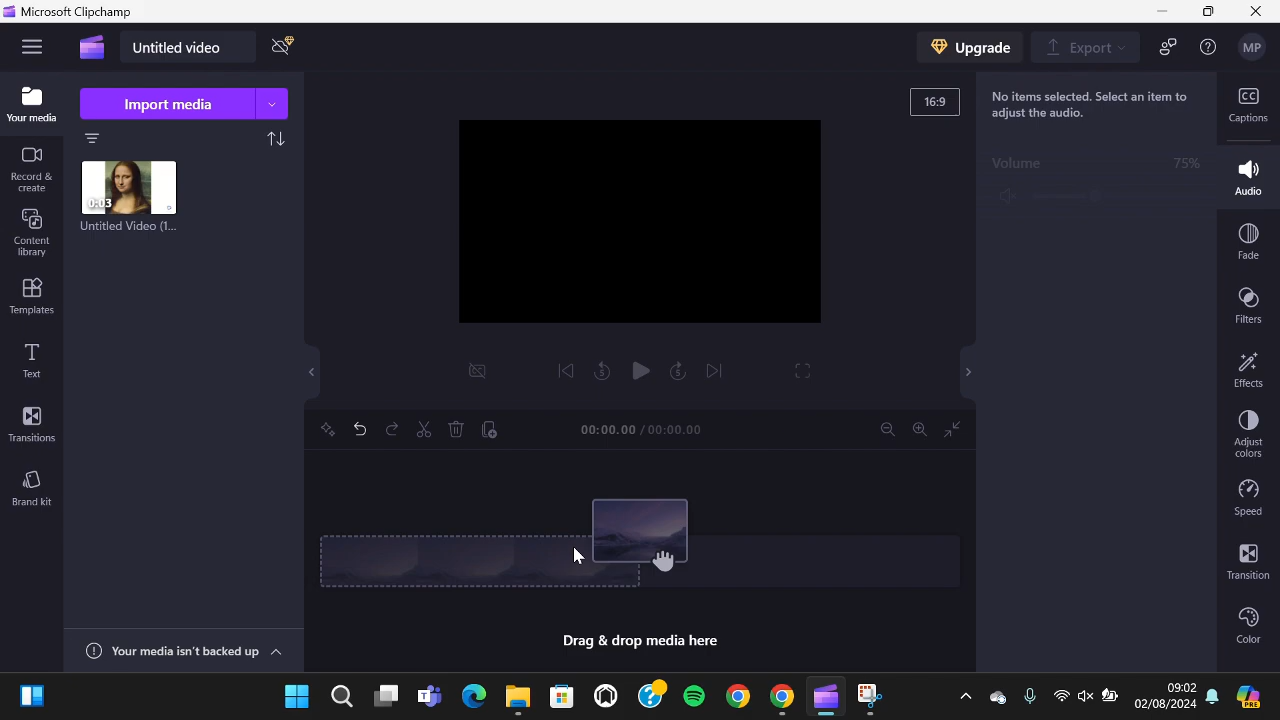 Microsoft Clipchamp
Untitled video
Upgrade
Export
MP
Your media
Record &
create
Content
library
Templates
Text
Transitions
Brand kit
Import media
0:03
Untitled Video (1...
Your media isn't backed up
16:9
00:00.00 / 00:00.00
Drag & drop media here
No items selected. Select an item to
adjust the audio.
Volume 75%
Captions
Audio
Fade
Filters
Effects
Adjust
colors
Speed
Transition
Color
09:02
02/08/2024
PRE